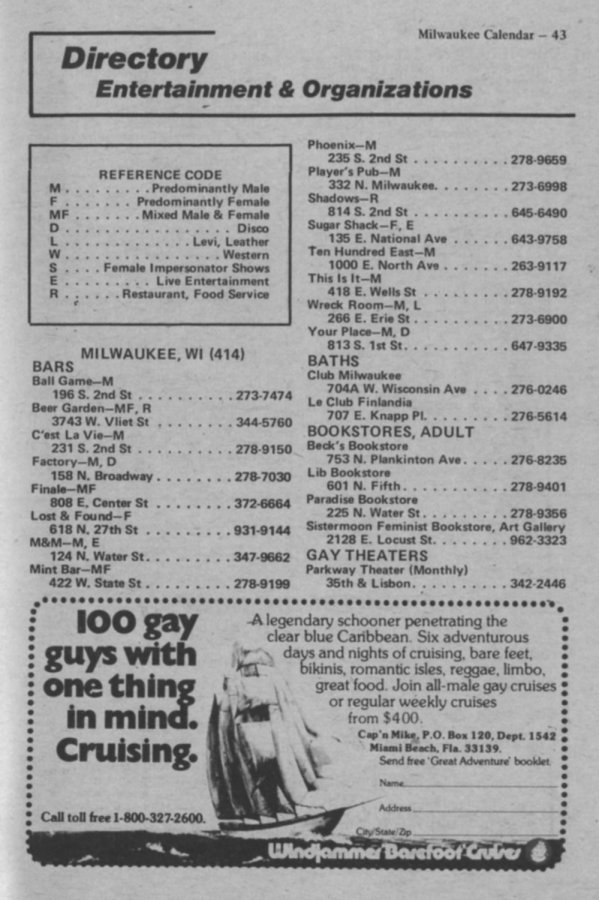 Milwaukee Calendar — 43
Directory
Entertainment & Organizations
REFERENCE CODE
M . . . . . . . . . Predominantly Male
F . . . . . . . . Predominantly Female
MF . . . . . . . . Mixed Male & Female
D . . . . . . . . . . . . . . . . . . Disco
L . . . . . . . . . . . . . Levi, Leather
W . . . . . . . . . . . . . . . . Western
S . . . . Female Impersonator Shows
E . . . . . . . . . Live Entertainment
R . . . . . . Restaurant, Food Service
MILWAUKEE, WI (414)
BARS
Ball Game—M
196 S. 2nd St . . . . . . . . . . 273-7474
Beer Garden—MF, R
3743 W. Vliet St . . . . . . . . 344-5760
C'est La Vie—M
231 S. 2nd St . . . . . . . . . . 278-9150
Factory—M, D
158 N. Broadway . . . . . . . . 278-7030
Finale—MF
808 E. Center St . . . . . . . . 372-6664
Lost & Found—F
618 N. 27th St . . . . . . . . . 931-9144
M&M—M, E
124 N. Water St. . . . . . . . . 347-9662
Mint Bar—MF
422 W. State St . . . . . . . . . 278-9199
Phoenix—M
235 S. 2nd St . . . . . . . . . . 278-9659
Player's Pub—M
332 N. Milwaukee. . . . . . . . 273-6998
Shadows—R
814 S. 2nd St . . . . . . . . . . 645-6490
Sugar Shack—F, E
135 E. National Ave . . . . . . 643-9758
Ten Hundred East—M
1000 E. North Ave . . . . . . . 263-9117
This Is It—M
418 E. Wells St . . . . . . . . . 278-9192
Wreck Room—M, L
266 E. Erie St . . . . . . . . . . 273-6900
Your Place—M, D
813 S. 1st St. . . . . . . . . . . 647-9335
BATHS
Club Milwaukee
704A W. Wisconsin Ave . . . . 276-0246
Le Club Finlandia
707 E. Knapp Pl. . . . . . . . . 276-5614
BOOKSTORES, ADULT
Beck's Bookstore
753 N. Plankinton Ave. . . . . 276-8235
Lib Bookstore
601 N. Fifth. . . . . . . . . . . 278-9401
Paradise Bookstore
225 N. Water St. . . . . . . . . 278-9356
Sistermoon Feminist Bookstore, Art Gallery
2128 E. Locust St. . . . . . . . 962-3323
GAY THEATERS
Parkway Theater (Monthly)
35th & Lisbon. . . . . . . . . . 342-2446
100 gay
guys with
one thing
in mind.
Cruising.
Call toll free 1-800-327-2600.
A legendary schooner penetrating the
clear blue Caribbean. Six adventurous
days and nights of cruising, bare feet,
bikinis, romantic isles, reggae, limbo,
great food. Join all-male gay cruises
or regular weekly cruises
from $400.
Cap'n Mike, P.O. Box 120, Dept. 1542
Miami Beach, Fla. 33139.
Send free 'Great Adventure' booklet.
Name
Address
City/State/Zip
Windjammer Barefoot Cruises